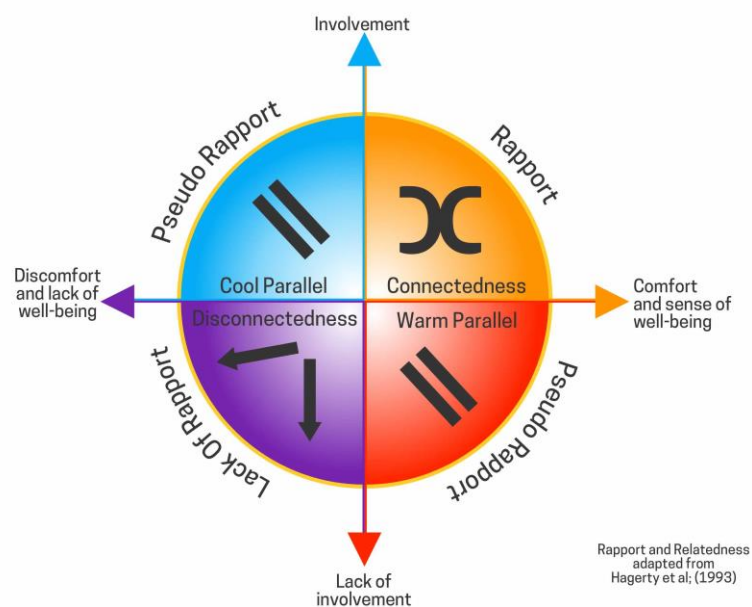 Involvement
Pseudo Rapport
Rapport
Discomfort
and lack of
well-being
Cool Parallel
Connectedness
Comfort
and sense of
well-being
Disconnectedness
Warm Parallel
Lack Of Rapport
Pseudo Rapport
Lack of
involvement
Rapport and Relatedness
adapted from
Hagerty et al; (1993)